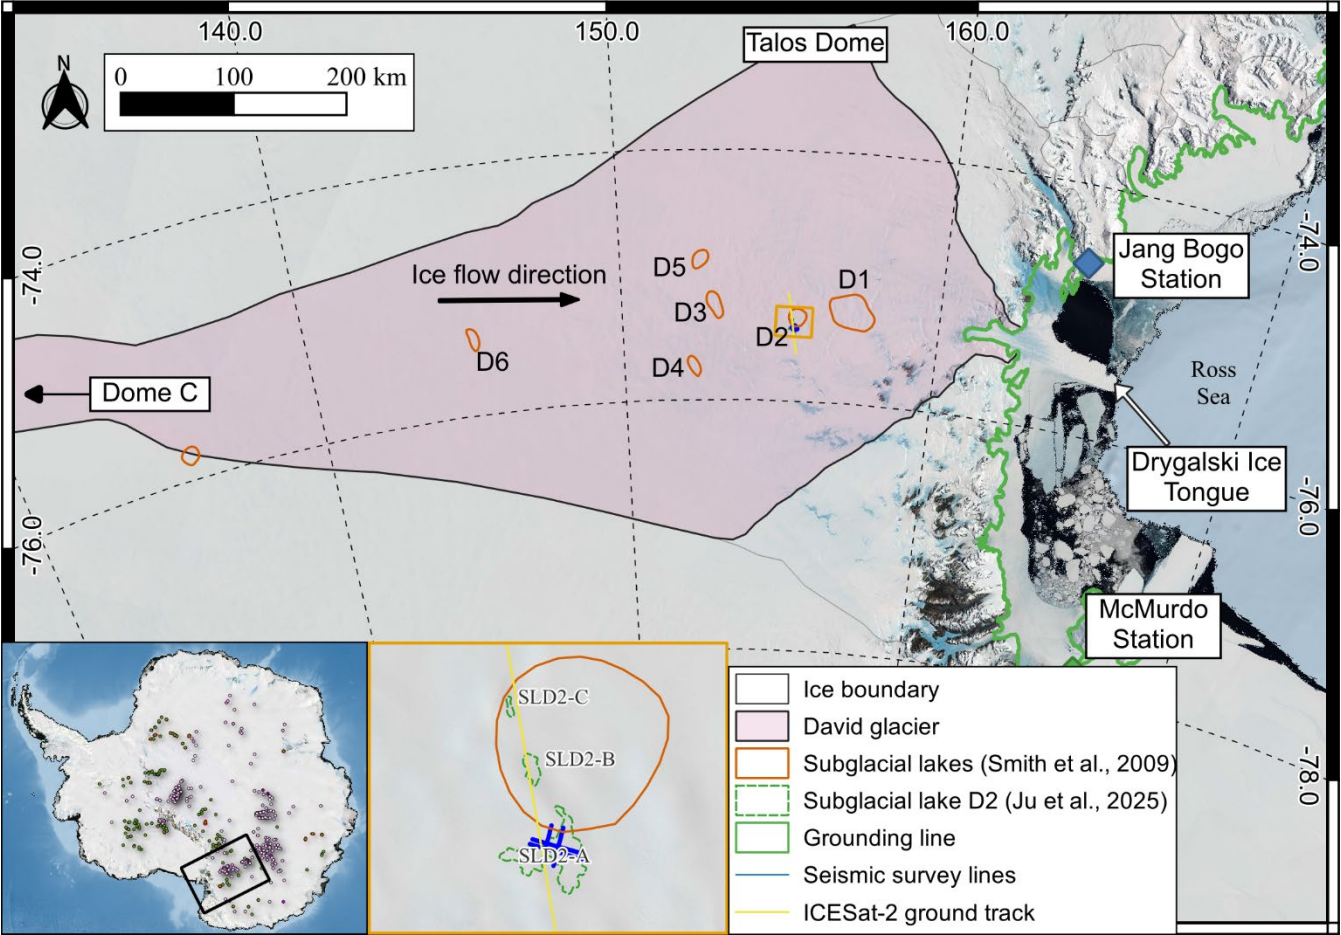 140.0
150.0
160.0
Talos Dome
N
0 100 200 km
-74.0
-74.0
Jang Bogo
Station
Ice flow direction
D5
D1
D3
D2
D6
D4
Dome C
Ross
Sea
Drygalski Ice
Tongue
-76.0
-76.0
McMurdo
Station
-78.0
SLD2-C
SLD2-B
SLD2-A
Ice boundary
David glacier
Subglacial lakes (Smith et al., 2009)
Subglacial lake D2 (Ju et al., 2025)
Grounding line
Seismic survey lines
ICESat-2 ground track